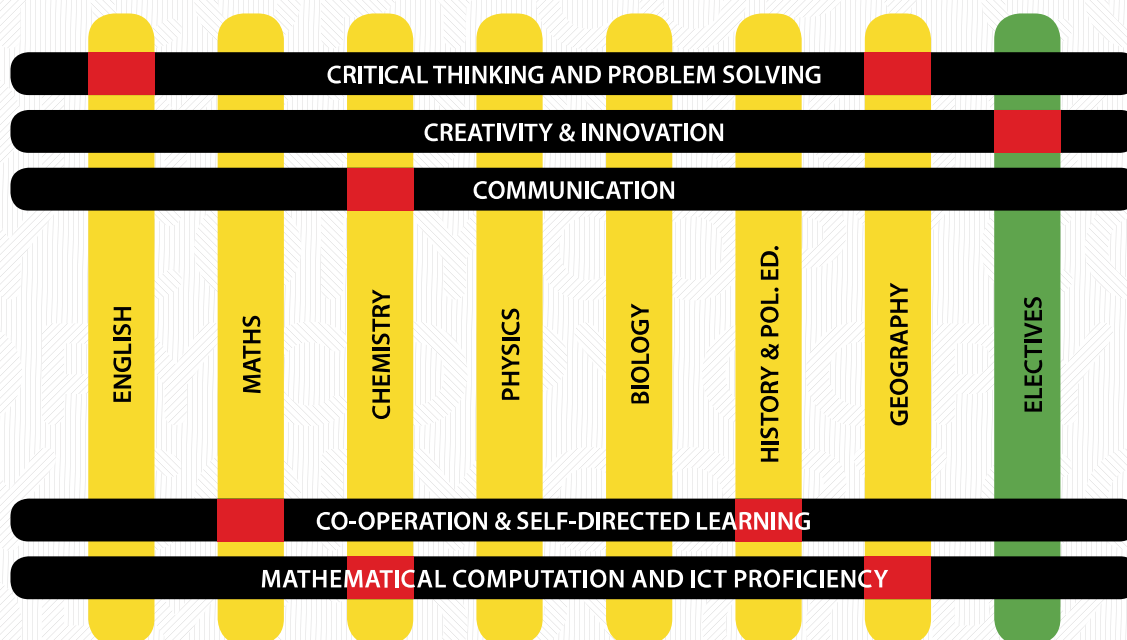 CRITICAL THINKING AND PROBLEM SOLVING
CREATIVITY & INNOVATION
COMMUNICATION
ENGLISH
MATHS
CHEMISTRY
PHYSICS
BIOLOGY
HISTORY & POL. ED.
GEOGRAPHY
ELECTIVES
CO-OPERATION & SELF-DIRECTED LEARNING
MATHEMATICAL COMPUTATION AND ICT PROFICIENCY